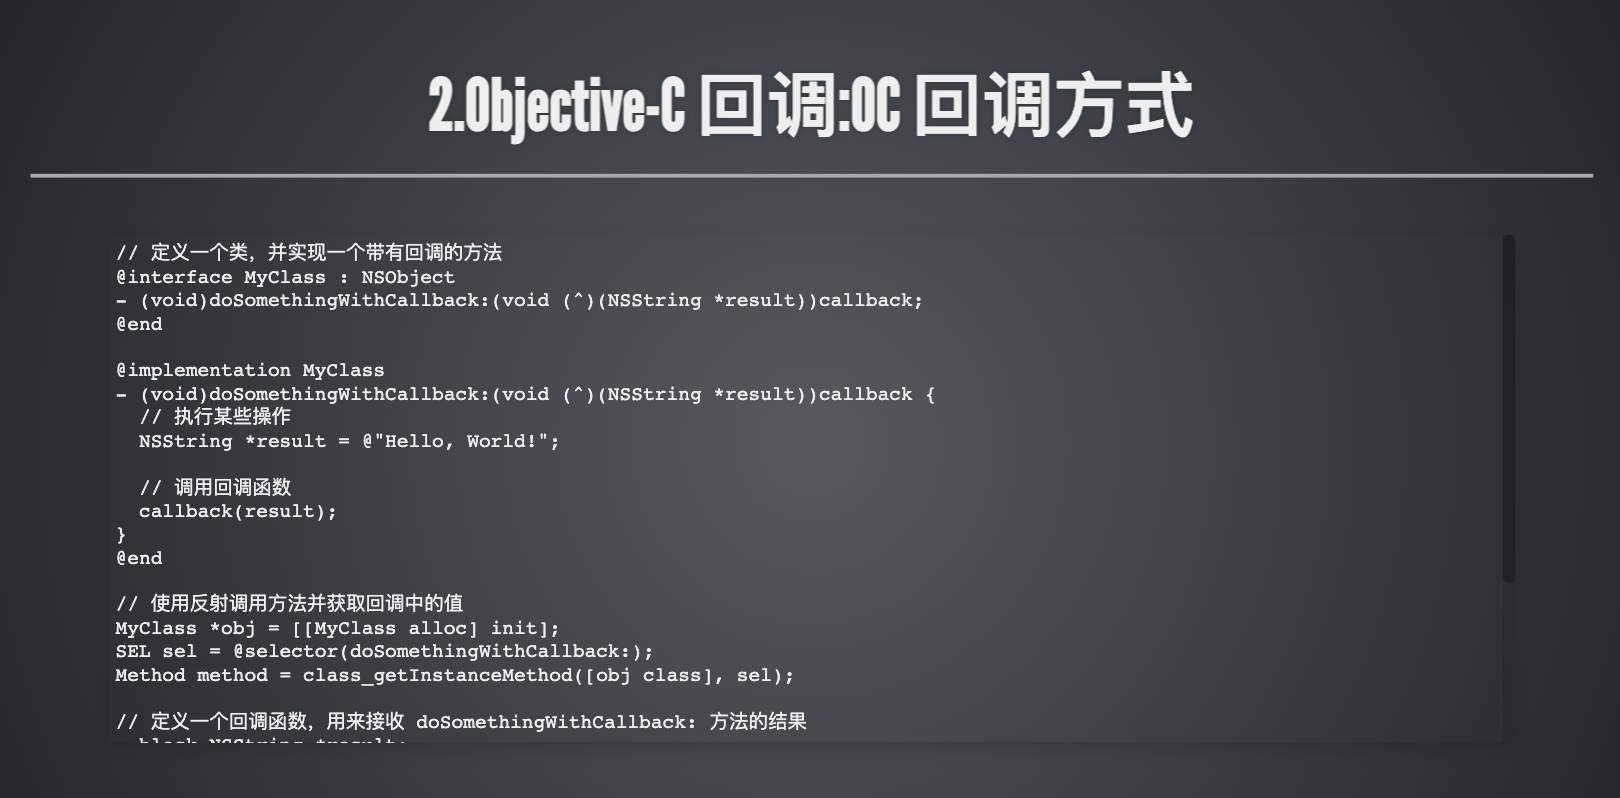 2.Objective-C 回调:OC 回调方式
// 定义一个类，并实现一个带有回调的方法
@interface MyClass : NSObject
- (void)doSomethingWithCallback:(void (^)(NSString *result))callback;
@end
@implementation MyClass
- (void)doSomethingWithCallback:(void (^)(NSString *result))callback {
  // 执行某些操作
  NSString *result = @"Hello, World!";
  // 调用回调函数
  callback(result);
}
@end
// 使用反射调用方法并获取回调中的值
MyClass *obj = [[MyClass alloc] init];
SEL sel = @selector(doSomethingWithCallback:);
Method method = class_getInstanceMethod([obj class], sel);
// 定义一个回调函数，用来接收 doSomethingWithCallback: 方法的结果